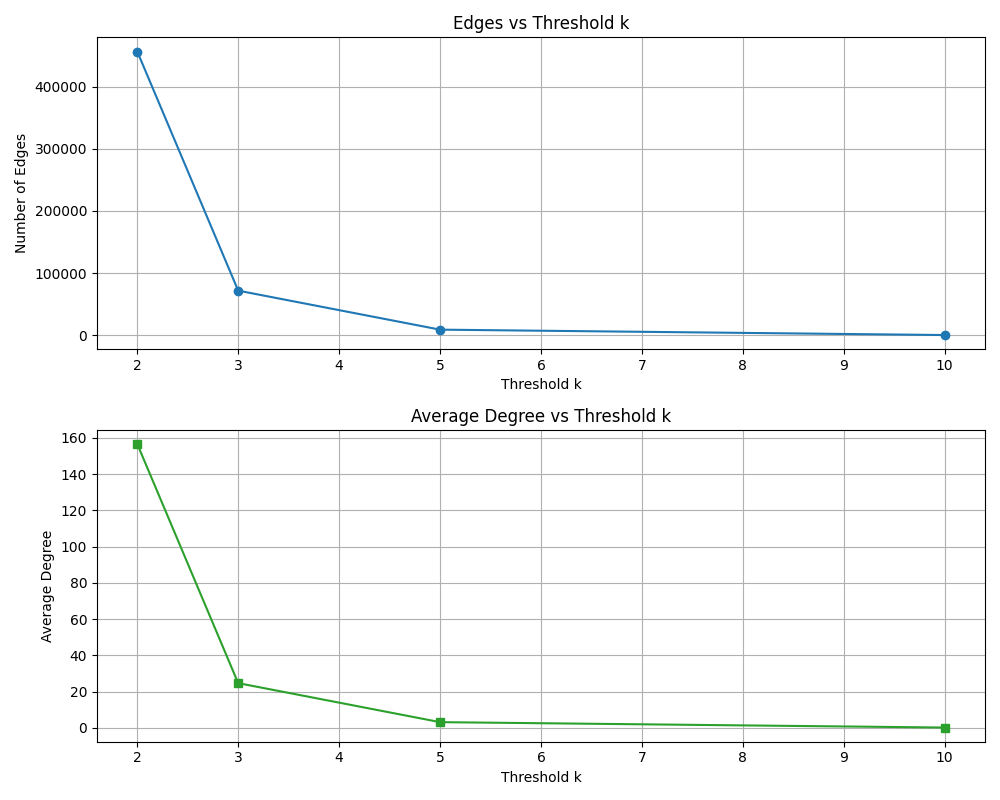 Edges vs Threshold k
Number of Edges
400000
300000
200000
100000
0
2 3 4 5 6 7 8 9 10
Threshold k
Average Degree vs Threshold k
Average Degree
160
140
120
100
80
60
40
20
0
2 3 4 5 6 7 8 9 10
Threshold k